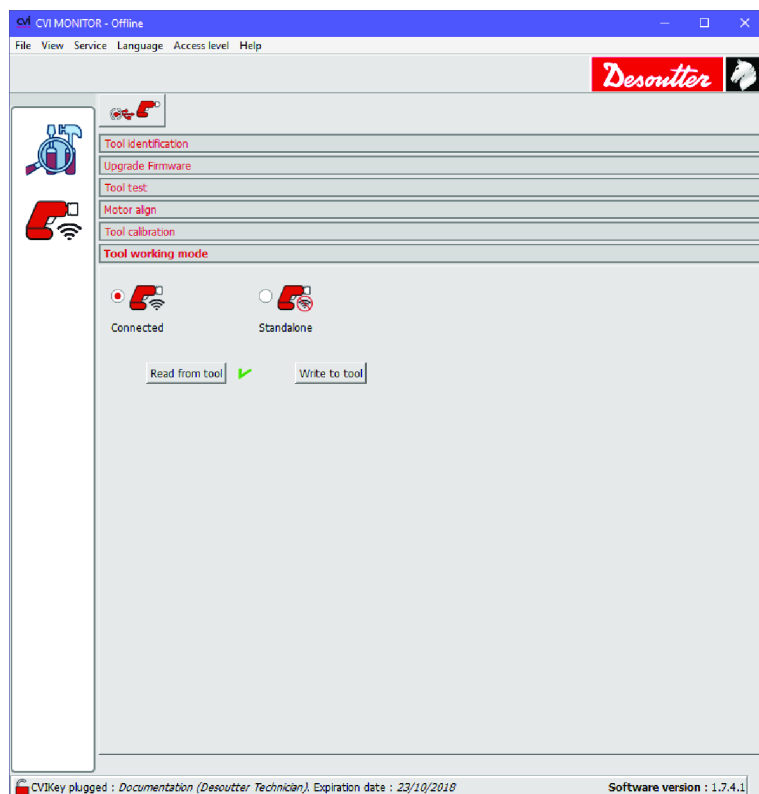 CVI MONITOR - Offline
File View Service Language Access level Help
Desoutter
Tool identification
Upgrade Firmware
Tool test
Motor align
Tool calibration
Tool working mode
Connected Standalone
Read from tool Write to tool
CVIKey plugged : Documentation (Desoutter Technician). Expiration date : 23/10/2018 Software version : 1.7.4.1